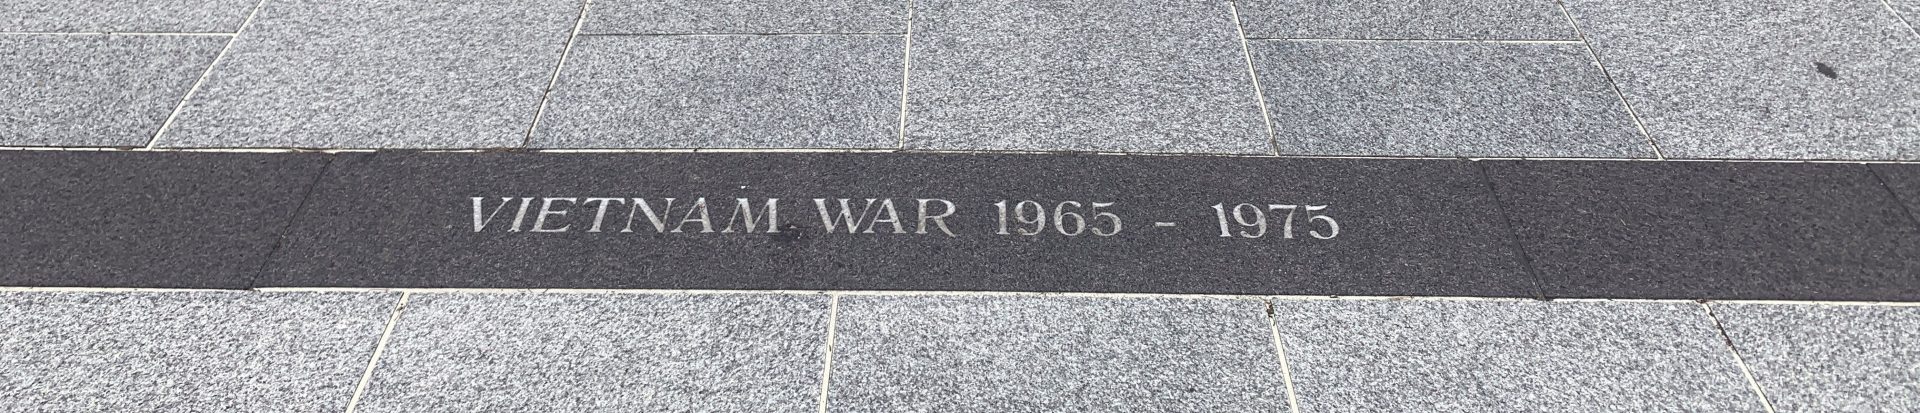 VIETNAM WAR 1965 - 1975